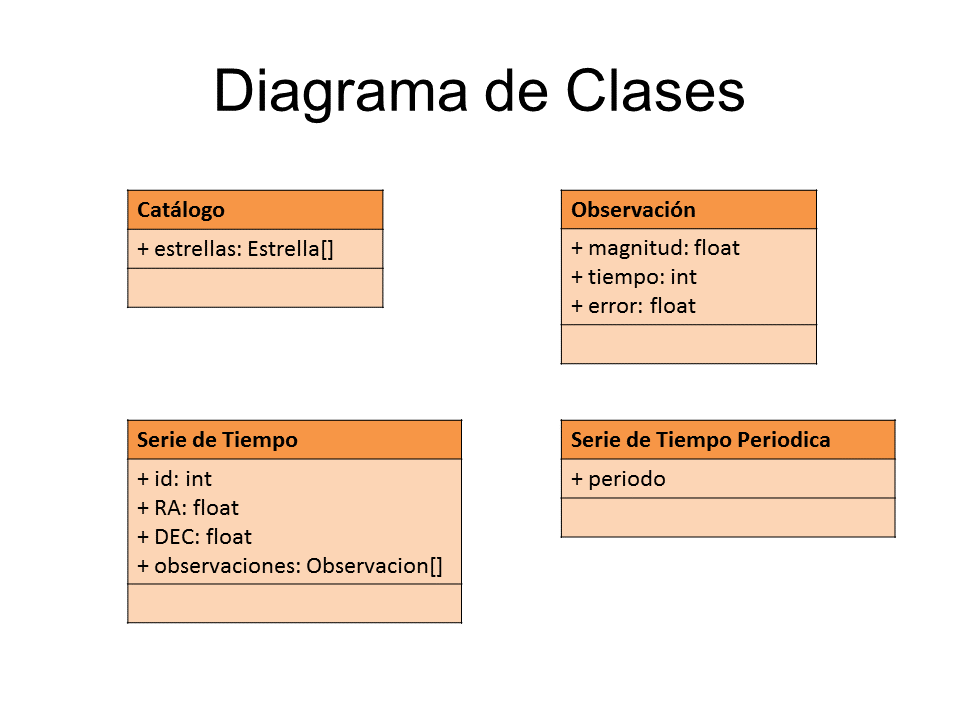 Diagrama de Clases
Catálogo
+ estrellas: Estrella[]
Observación
+ magnitud: float
+ tiempo: int
+ error: float
Serie de Tiempo
+ id: int
+ RA: float
+ DEC: float
+ observaciones: Observacion[]
Serie de Tiempo Periodica
+ periodo